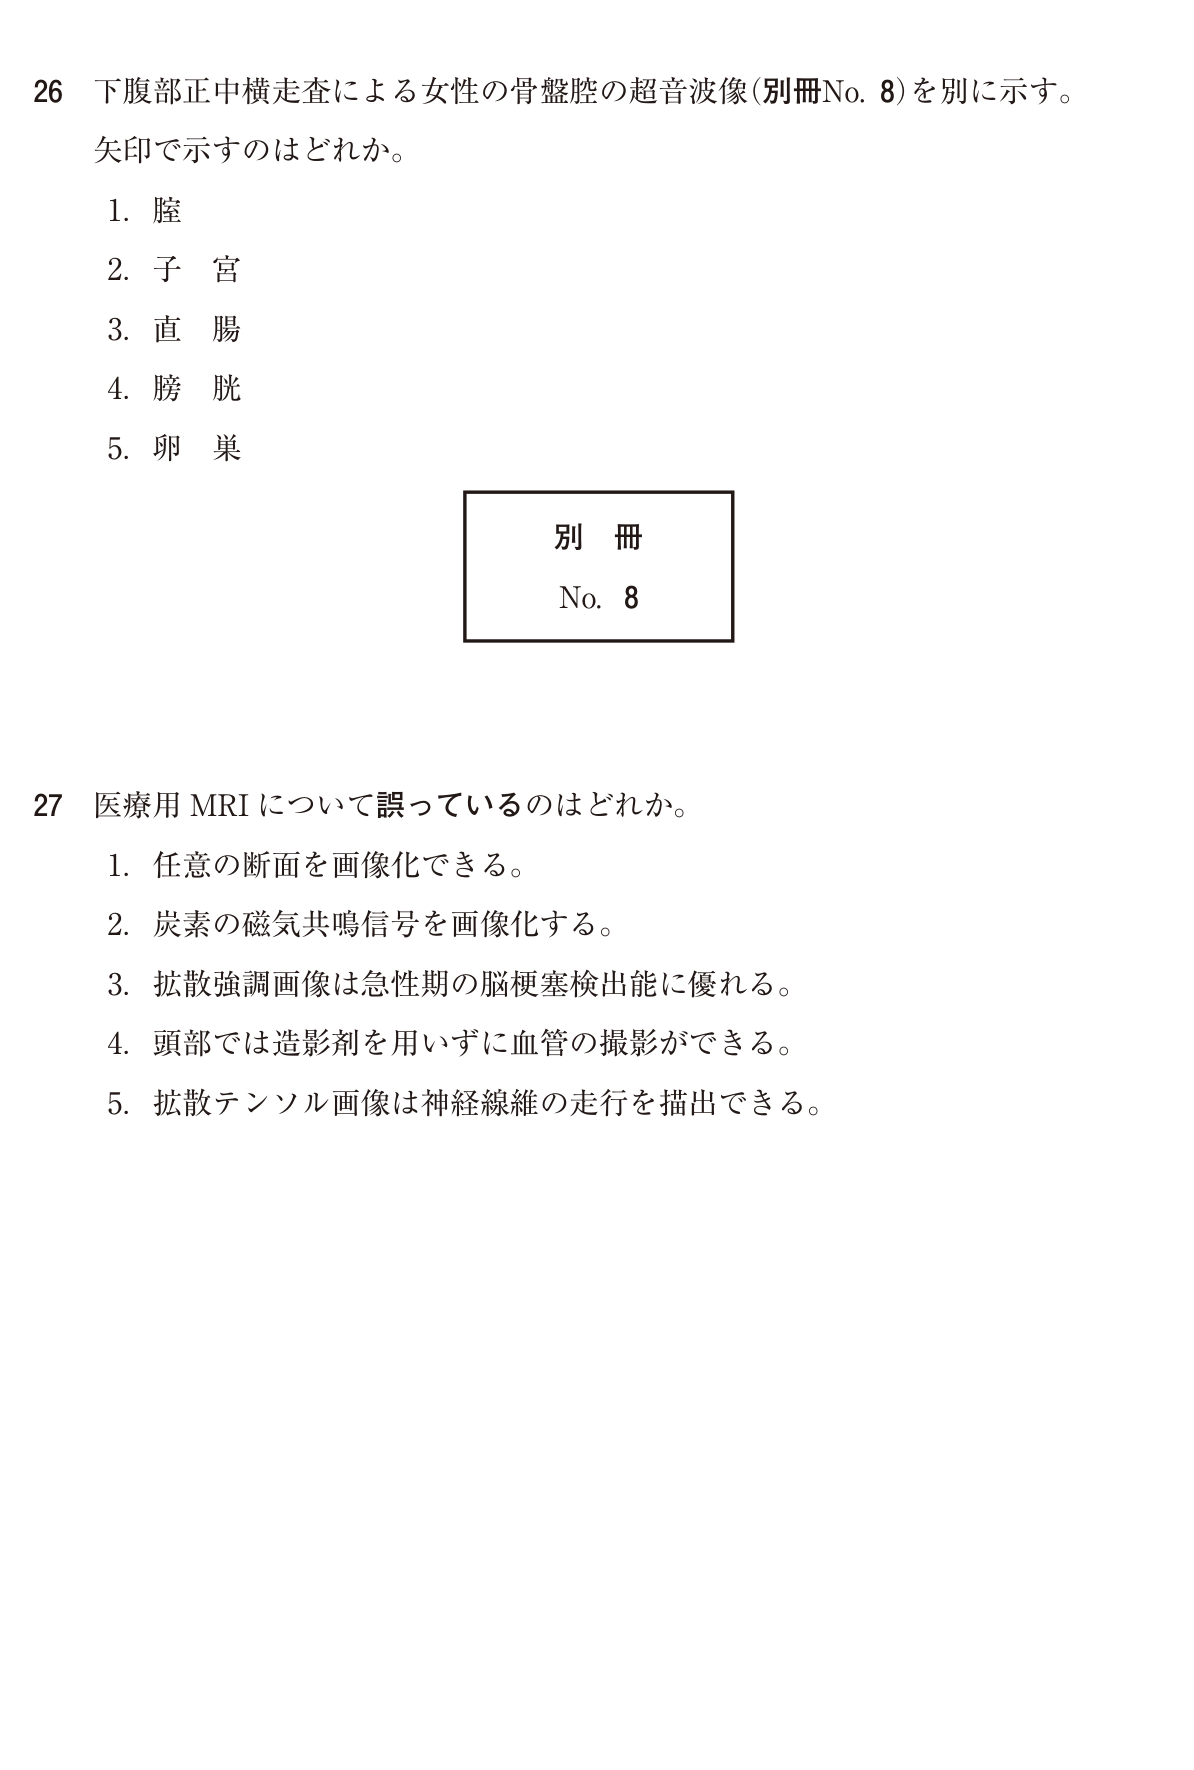 26 下腹部正中横走査による女性の骨盤腔の超音波像(別冊No. 8)を別に示す。
矢印で示すのはどれか。
1. 腟
2. 子 宮
3. 直 腸
4. 膀 胱
5. 卵 巣
別 冊
No. 8
27 医療用 MRI について誤っているのはどれか。
1. 任意の断面を画像化できる。
2. 炭素の磁気共鳴信号を画像化する。
3. 拡散強調画像は急性期の脳梗塞検出能に優れる。
4. 頭部では造影剤を用いずに血管の撮影ができる。
5. 拡散テンソル画像は神経線維の走行を描出できる。